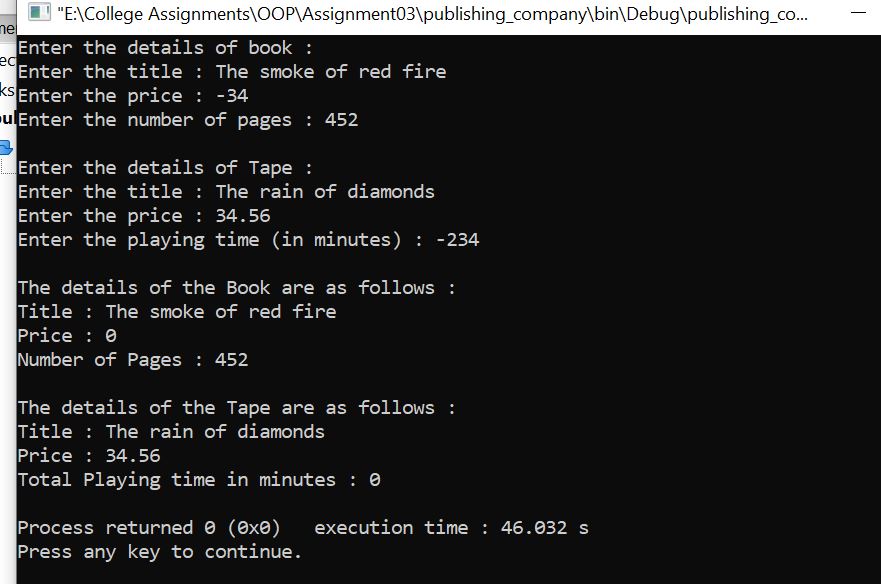 "E:\College Assignments\OOP\Assignment03\publishing_company\bin\Debug\publishing_co...
Enter the details of book :
Enter the title : The smoke of red fire
Enter the price : -34
Enter the number of pages : 452
Enter the details of Tape :
Enter the title : The rain of diamonds
Enter the price : 34.56
Enter the playing time (in minutes) : -234
The details of the Book are as follows :
Title : The smoke of red fire
Price : 0
Number of Pages : 452
The details of the Tape are as follows :
Title : The rain of diamonds
Price : 34.56
Total Playing time in minutes : 0
Process returned 0 (0x0)   execution time : 46.032 s
Press any key to continue.